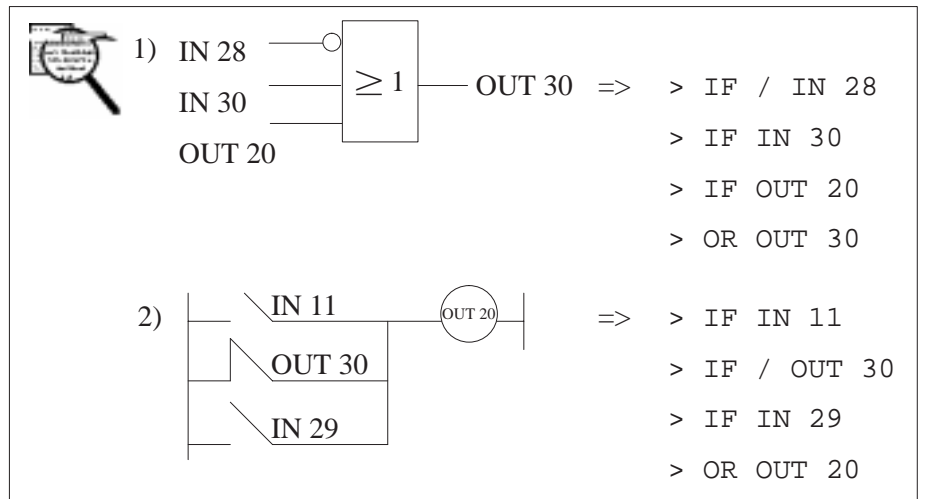 1) IN 28
IN 30
OUT 20
≥ 1
OUT 30 => > IF / IN 28
> IF IN 30
> IF OUT 20
> OR OUT 30
2) IN 11
OUT 30
IN 29
OUT 20
=> > IF IN 11
> IF / OUT 30
> IF IN 29
> OR OUT 20